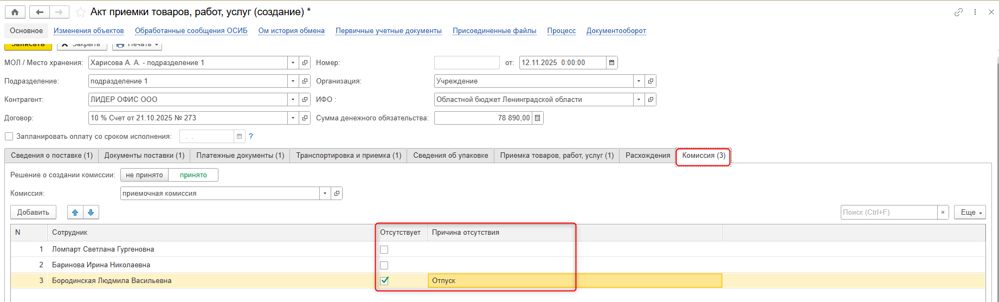 Акт приемки товаров, работ, услуг (создание) *
Основное Изменения объектов Обработанные сообщения ОСИБ Ом история обмена Первичные учетные документы Присоединенные файлы Процесс Документооборот
Записать Закрыть Печать
МОЛ / Место хранения: Харисова А. А. - подразделение 1 Номер: от: 12.11.2025 0:00:00
Подразделение: подразделение 1 Организация: Учреждение
Контрагент: ЛИДЕР ОФИС ООО ИФО : Областной бюджет Ленинградской области
Договор: 10 % Счет от 21.10.2025 № 273 Сумма денежного обязательства: 78 890,00
Запланировать оплату со сроком исполнения: . . ?
Сведения о поставке (1) Документы поставки (1) Платежные документы (1) Транспортировка и приемка (1) Сведения об упаковке Приемка товаров, работ, услуг (1) Расхождения Комиссия (3)
Решение о создании комиссии: не принято принято
Комиссия: приемочная комиссия
Добавить Поиск (Ctrl+F) × Еще
N Сотрудник Отсутствует Причина отсутствия
1 Ломпарт Светлана Гургеновна
2 Баринова Ирина Николаевна
3 Бородинская Людмила Васильевна Отпуск